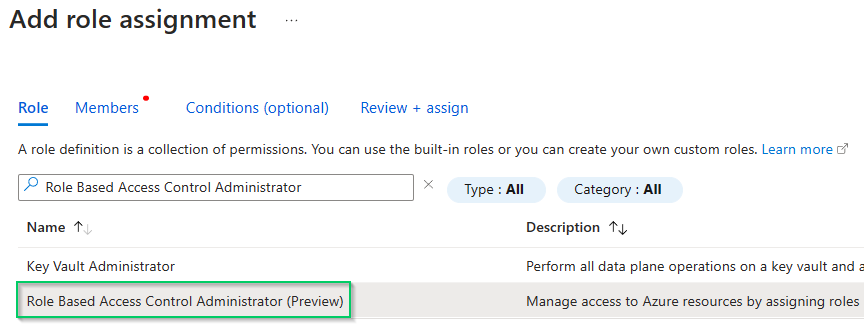 Add role assignment ...
Role Members Conditions (optional) Review + assign
A role definition is a collection of permissions. You can use the built-in roles or you can create your own custom roles. Learn more
Role Based Access Control Administrator Type : All Category : All
Name Description
Key Vault Administrator Perform all data plane operations on a key vault and a
Role Based Access Control Administrator (Preview) Manage access to Azure resources by assigning roles